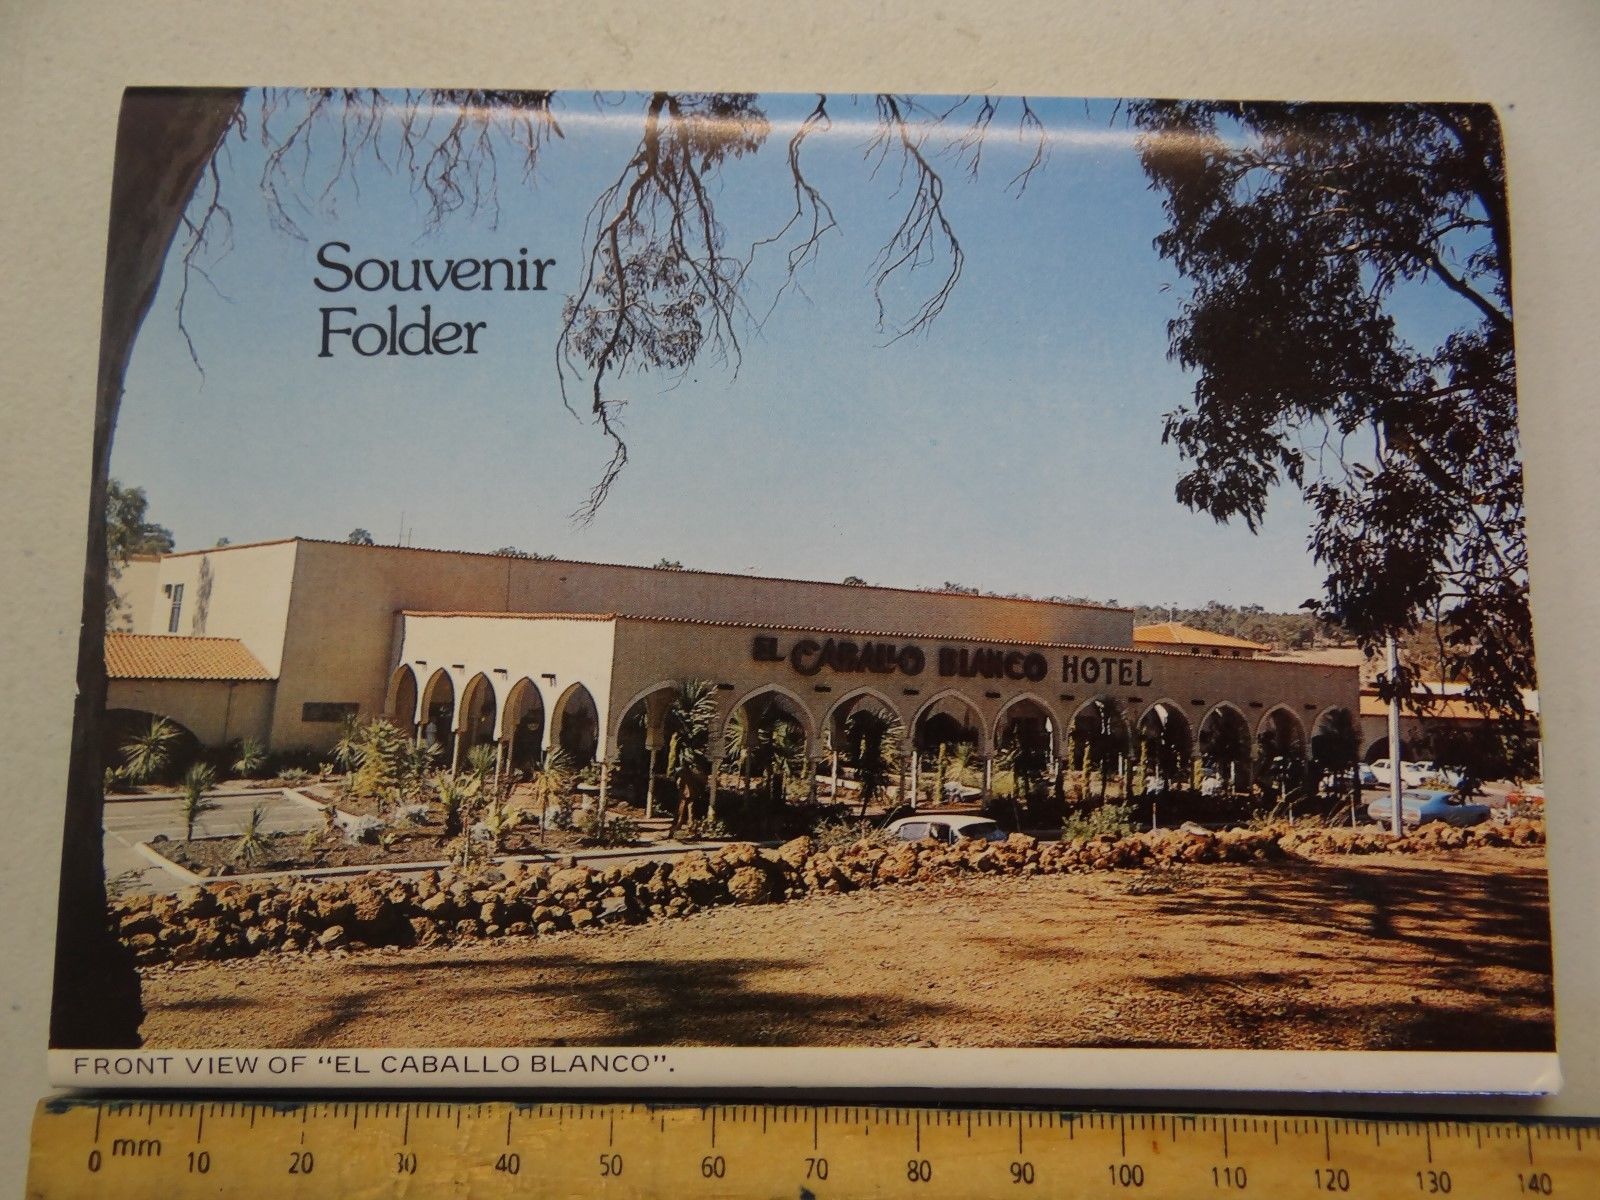 Souvenir
Folder
EL CABALLO BLANCO HOTEL
FRONT VIEW OF "EL CABALLO BLANCO".
mm
0 10 20 30 40 50 60 70 80 90 100 110 120 130 140